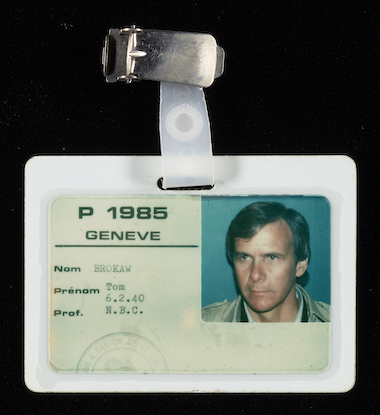 P 1985
GENEVE
Nom BROKAW
Prénom Tom
6.2.40
Prof. N.B.C.